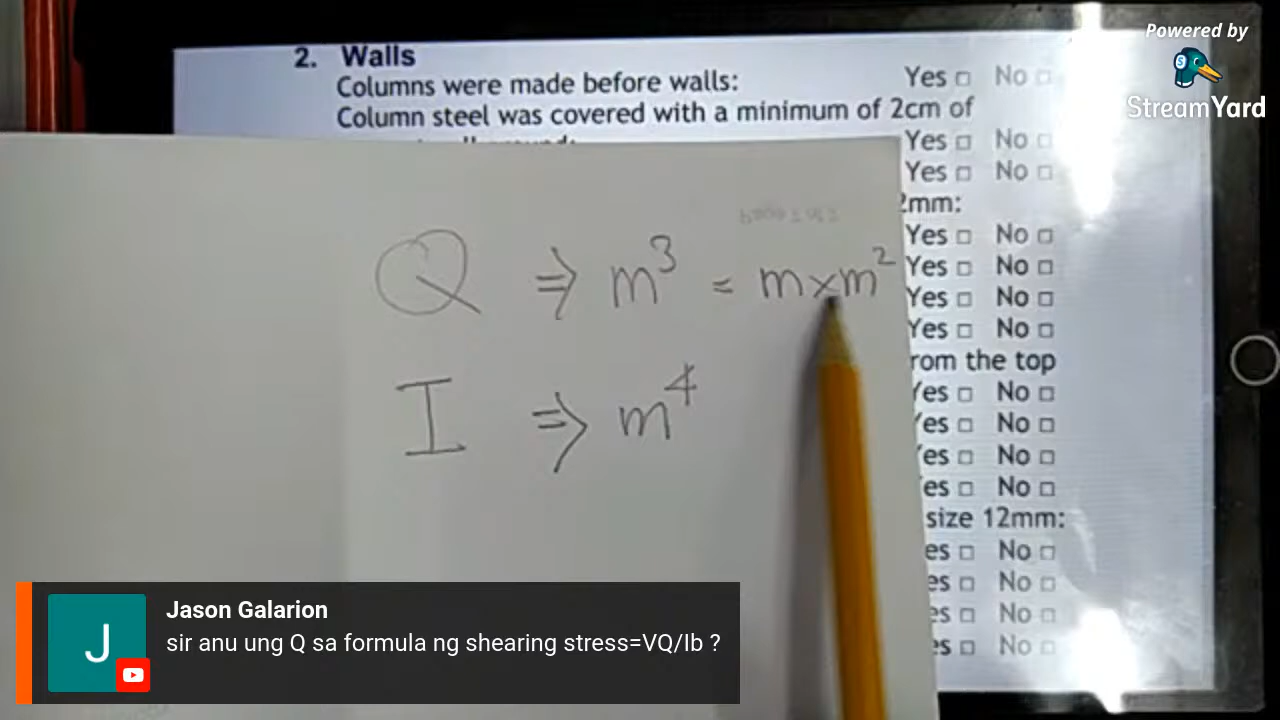 Powered by
StreamYard
2. Walls
Columns were made before walls: Yes □ No □
Column steel was covered with a minimum of 2cm of
Yes □ No □
Yes □ No □
2mm:
Yes □ No □
Yes □ No □
Yes □ No □
Yes □ No □
rom the top
Yes □ No □
Yes □ No □
es □ No □
es □ No □
size 12mm:
es □ No □
es □ No □
es □ No □
es □ No □
Q ⇒ m³ = m×m²
I ⇒ m⁴
J
Jason Galarion
sir anu ung Q sa formula ng shearing stress=VQ/Ib ?